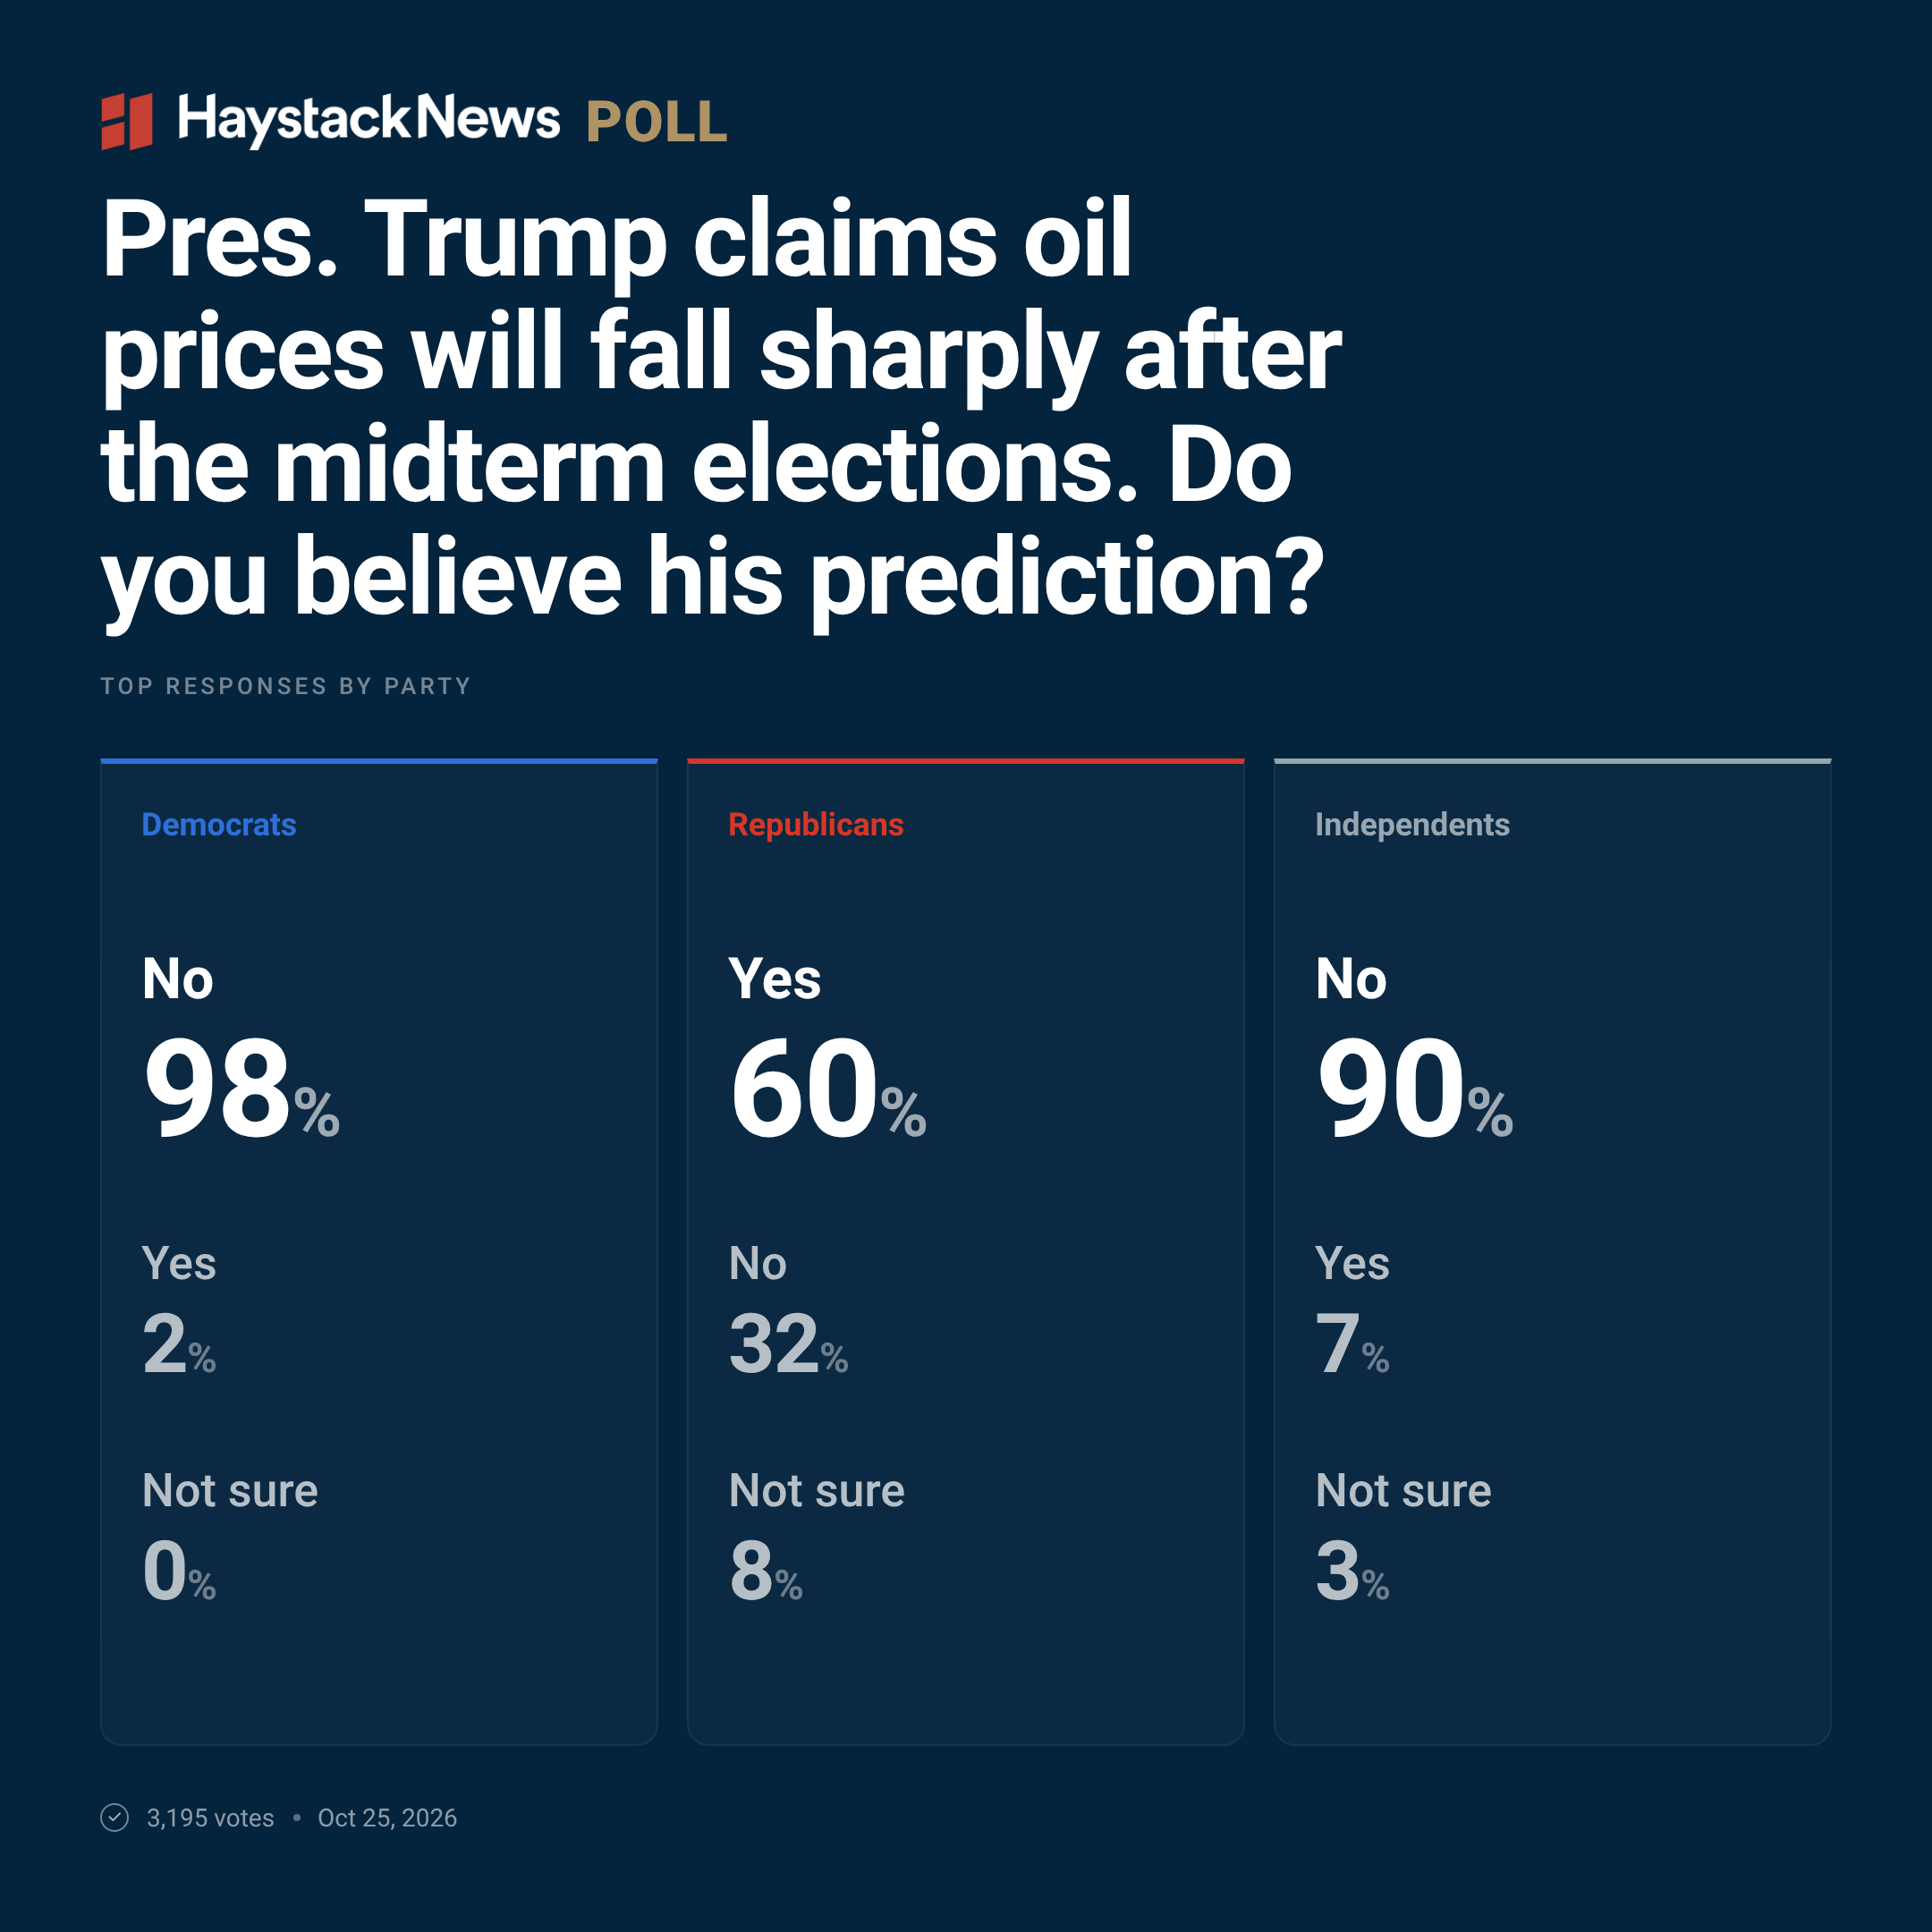 HaystackNews POLL
Pres. Trump claims oil
prices will fall sharply after
the midterm elections. Do
you believe his prediction?
TOP RESPONSES BY PARTY
Democrats
No
98%
Yes
2%
Not sure
0%
Republicans
Yes
60%
No
32%
Not sure
8%
Independents
No
90%
Yes
7%
Not sure
3%
3,195 votes • Oct 25, 2026